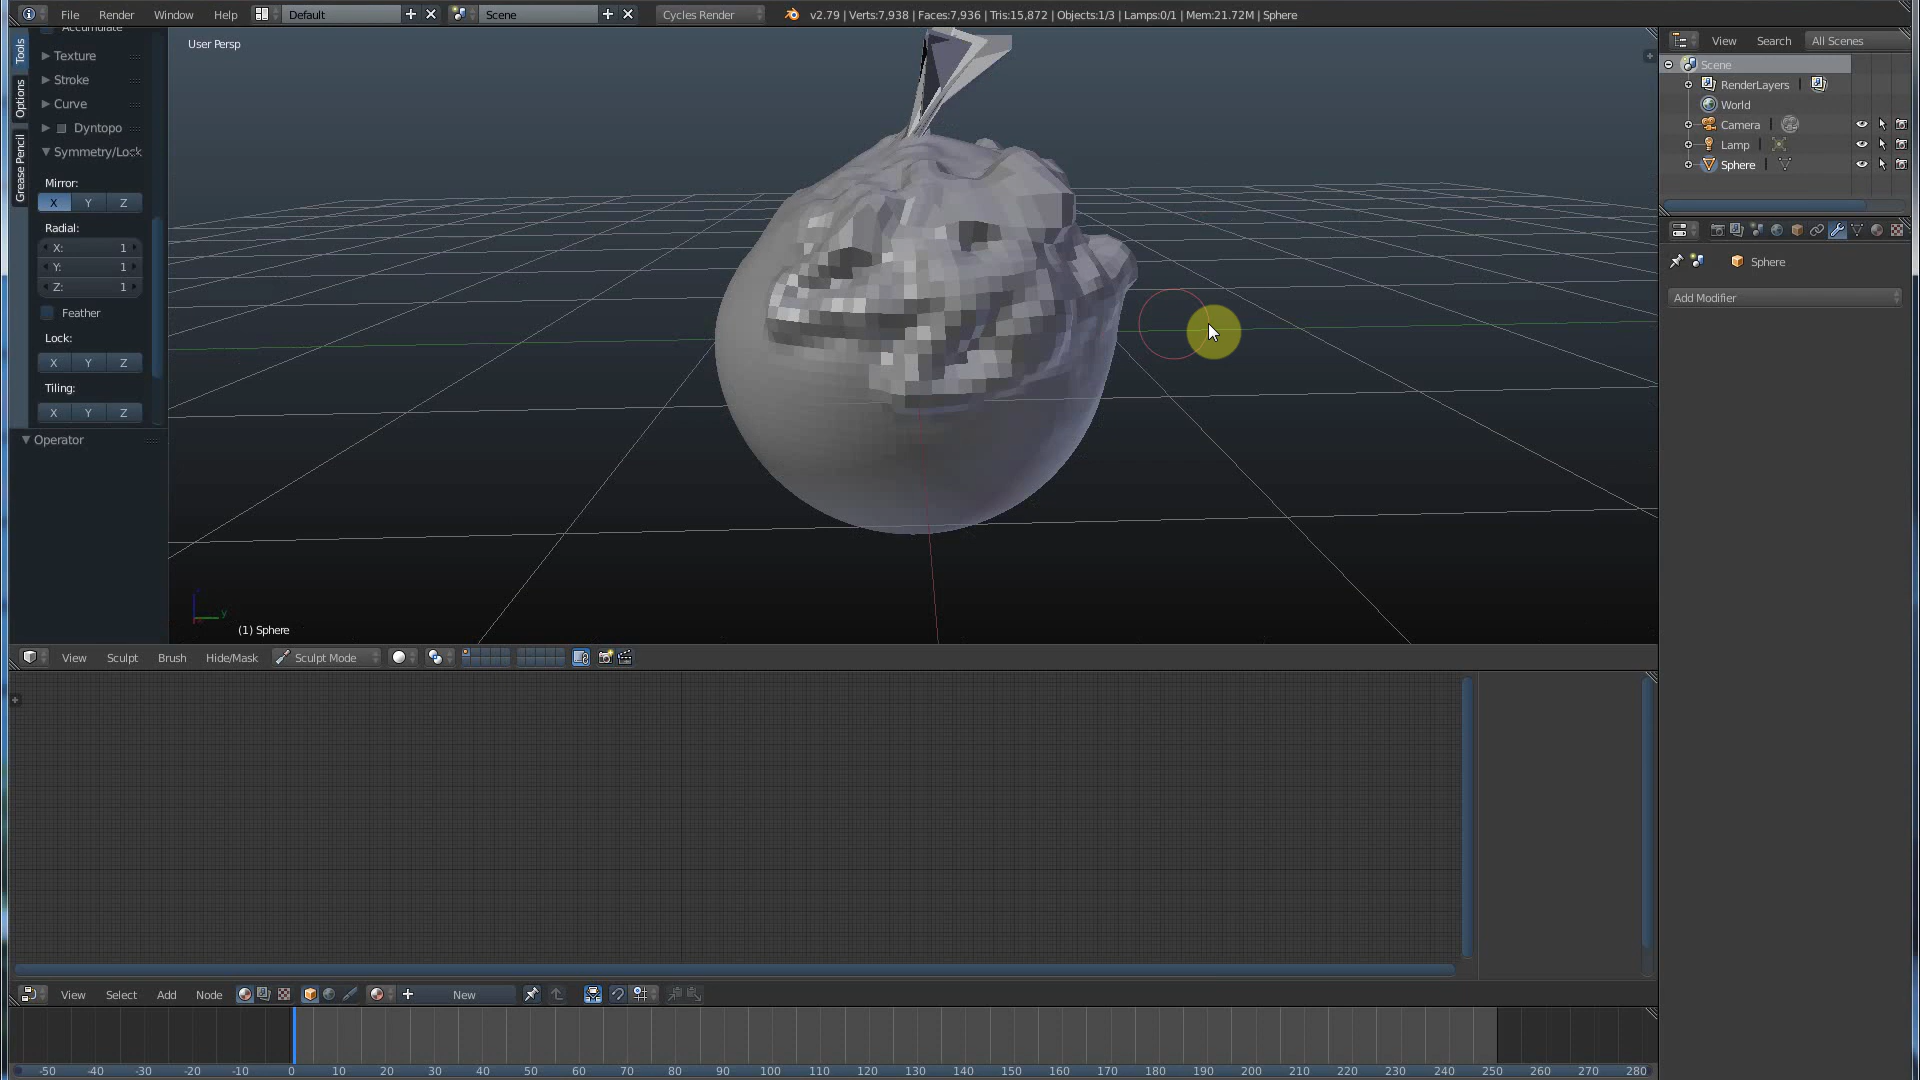 File Render Window Help Default Scene Cycles Render v2.79 | Verts:7,938 | Faces:7,936 | Tris:15,872 | Objects:1/3 | Lamps:0/1 | Mem:21.72M | Sphere
Tools
Options
Grease Pencil
Accumulate
Texture
Stroke
Curve
Dyntopo
Symmetry/Lock
Mirror:
X Y Z
Radial:
X: 1
Y: 1
Z: 1
Feather
Lock:
X Y Z
Tiling:
X Y Z
Operator
User Persp
(1) Sphere
View Sculpt Brush Hide/Mask Sculpt Mode
View Search All Scenes
Scene
RenderLayers
World
Camera
Lamp
Sphere
Sphere
Add Modifier
View Select Add Node New
-50 -40 -30 -20 -10 0 10 20 30 40 50 60 70 80 90 100 110 120 130 140 150 160 170 180 190 200 210 220 230 240 250 260 270 280